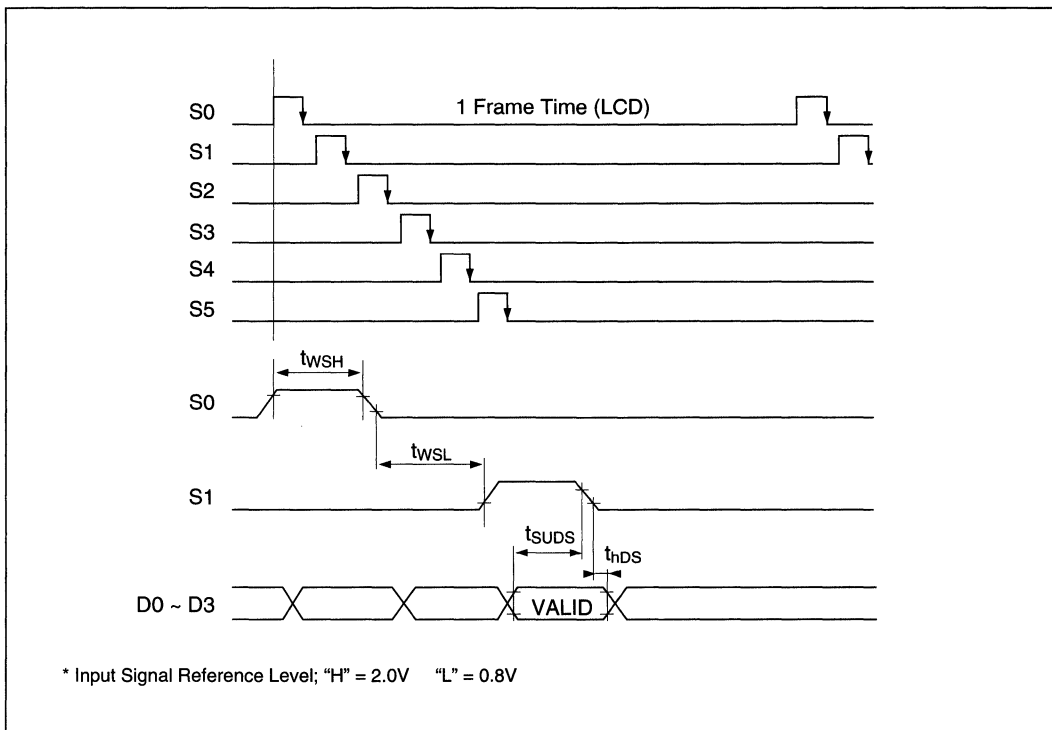 S0
1 Frame Time (LCD)
S1
S2
S3
S4
S5
tWSH
S0
tWSL
S1
tSUDS
thDS
D0 ~ D3
VALID
* Input Signal Reference Level; “H” = 2.0V “L” = 0.8V